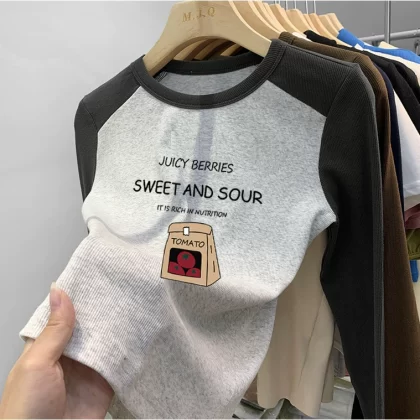 M.J.Q
JUICY BERRIES
SWEET AND SOUR
IT IS RICH IN NUTRITION
TOMATO